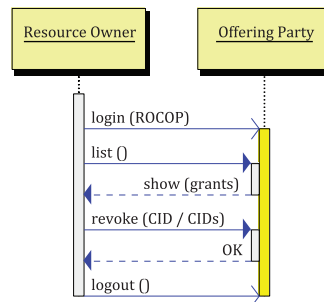 Resource Owner
Offering Party
login (ROCOP)
list ()
show (grants)
revoke (CID / CIDs)
OK
logout ()